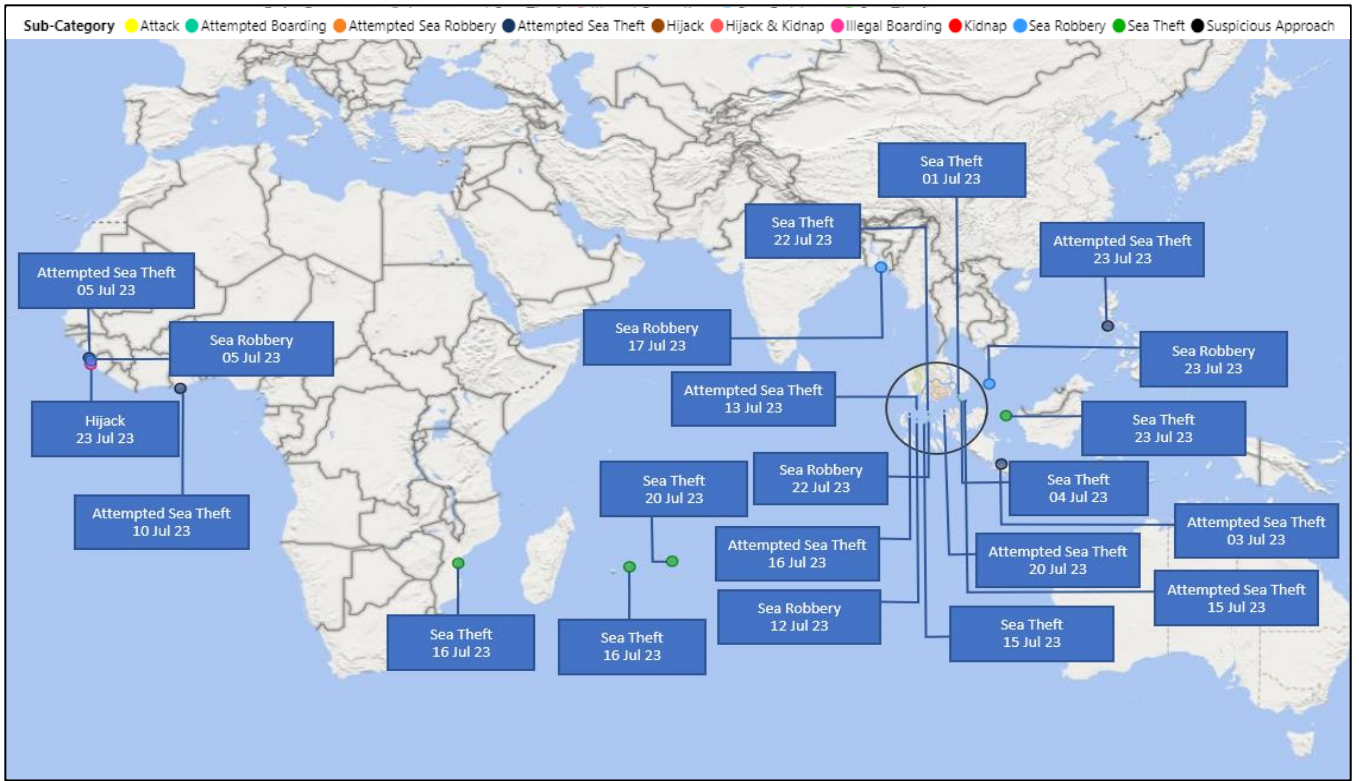 Sub-Category Attack Attempted Boarding Attempted Sea Robbery Attempted Sea Theft Hijack Hijack & Kidnap Illegal Boarding Kidnap Sea Robbery Sea Theft Suspicious Approach
Sea Theft
01 Jul 23
Sea Theft
22 Jul 23
Attempted Sea Theft
23 Jul 23
Attempted Sea Theft
05 Jul 23
Sea Robbery
05 Jul 23
Sea Robbery
17 Jul 23
Sea Robbery
23 Jul 23
Attempted Sea Theft
13 Jul 23
Hijack
23 Jul 23
Sea Theft
23 Jul 23
Sea Robbery
22 Jul 23
Sea Theft
20 Jul 23
Sea Theft
04 Jul 23
Attempted Sea Theft
10 Jul 23
Attempted Sea Theft
03 Jul 23
Attempted Sea Theft
16 Jul 23
Attempted Sea Theft
20 Jul 23
Attempted Sea Theft
15 Jul 23
Sea Robbery
12 Jul 23
Sea Theft
16 Jul 23
Sea Theft
16 Jul 23
Sea Theft
15 Jul 23